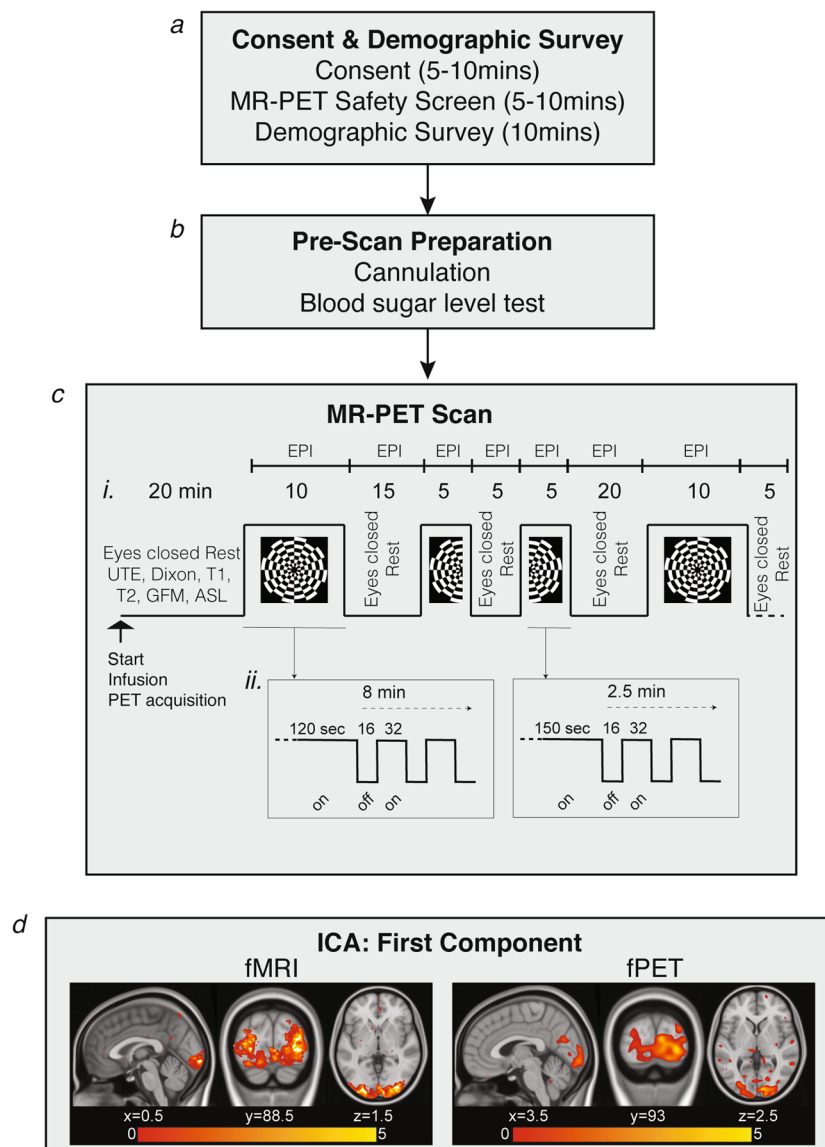 a
Consent & Demographic Survey
Consent (5-10mins)
MR-PET Safety Screen (5-10mins)
Demographic Survey (10mins)
b
Pre-Scan Preparation
Cannulation
Blood sugar level test
c
MR-PET Scan
EPI EPI EPI EPI EPI EPI EPI
i. 20 min 10 15 5 5 5 20 10 5
Eyes closed Rest
UTE, Dixon, T1,
T2, GFM, ASL
Eyes closed
Rest
Eyes closed
Rest
Eyes closed
Rest
Eyes closed
Rest
Start
Infusion
PET acquisition
ii.
8 min
120 sec 16 32
on off on
2.5 min
150 sec 16 32
on off on
d
ICA: First Component
fMRI fPET
x=0.5 y=88.5 z=1.5
0 5
x=3.5 y=93 z=2.5
0 5